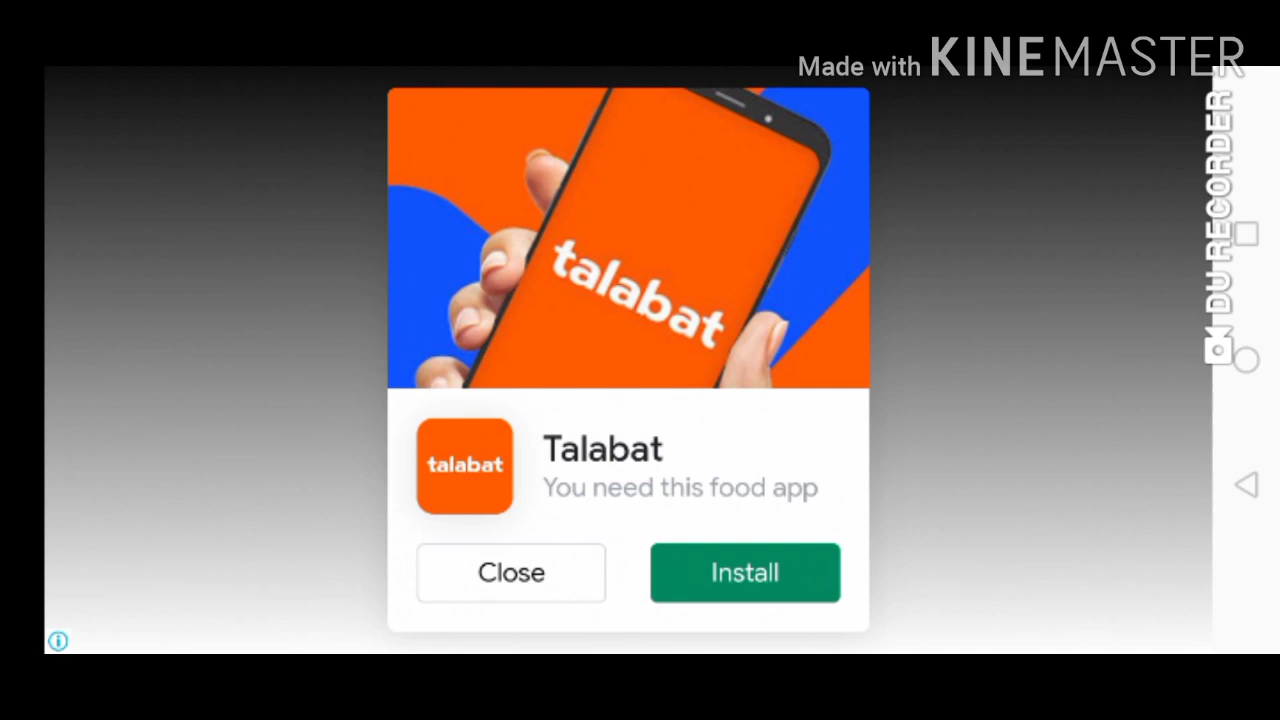 Made with KINEMASTER
DU RECORDER
talabat
talabat
Talabat
You need this food app
Close
Install